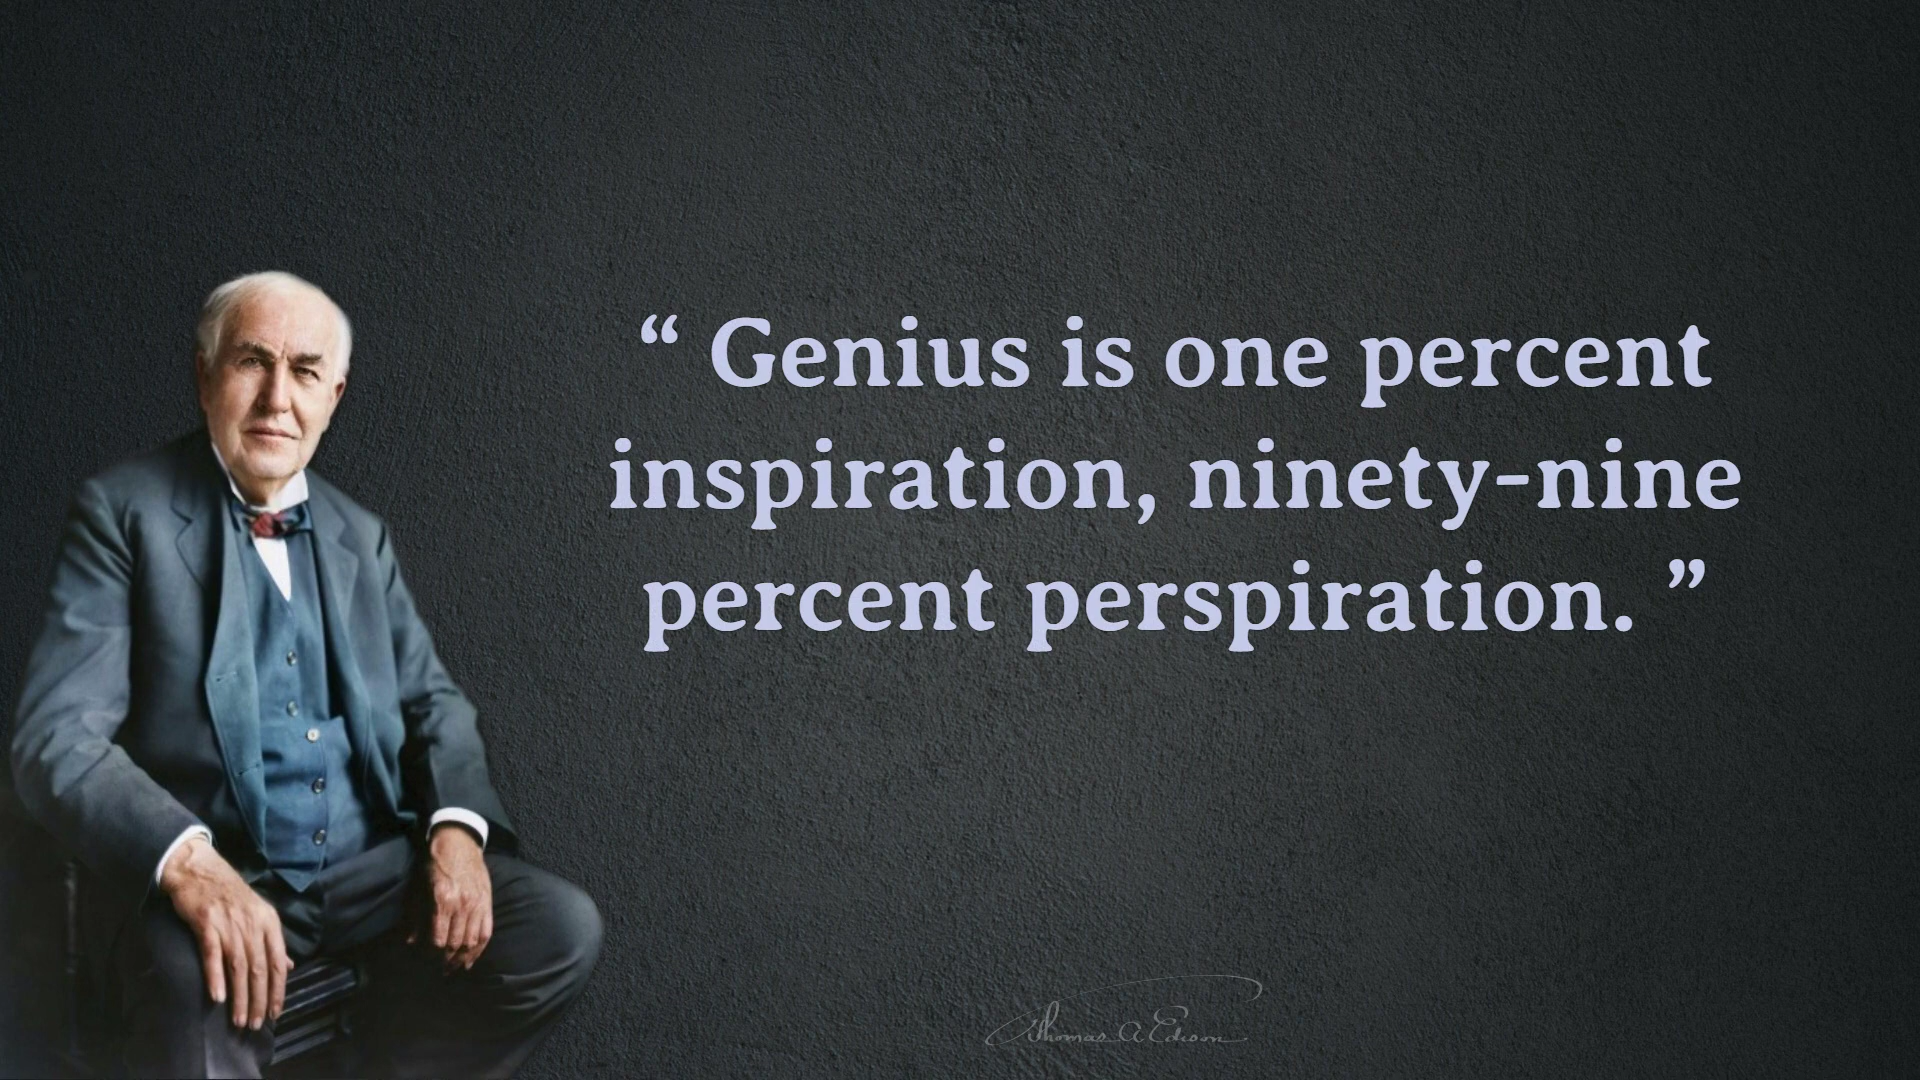 “ Genius is one percent
inspiration, ninety-nine
percent perspiration. ”
Thomas A Edison